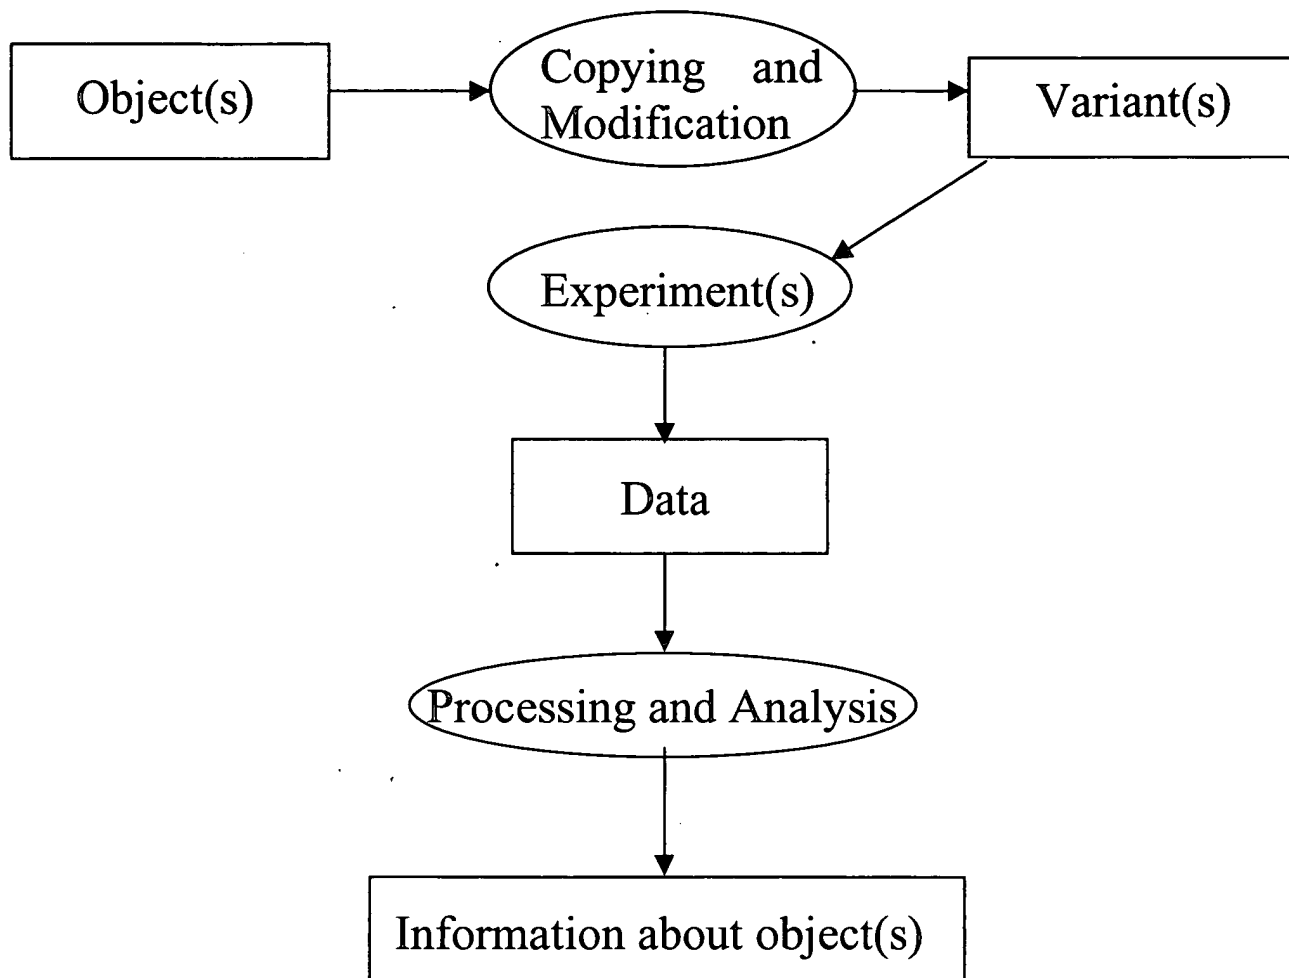 Object(s)
Copying and
Modification
Variant(s)
Experiment(s)
Data
Processing and Analysis
Information about object(s)